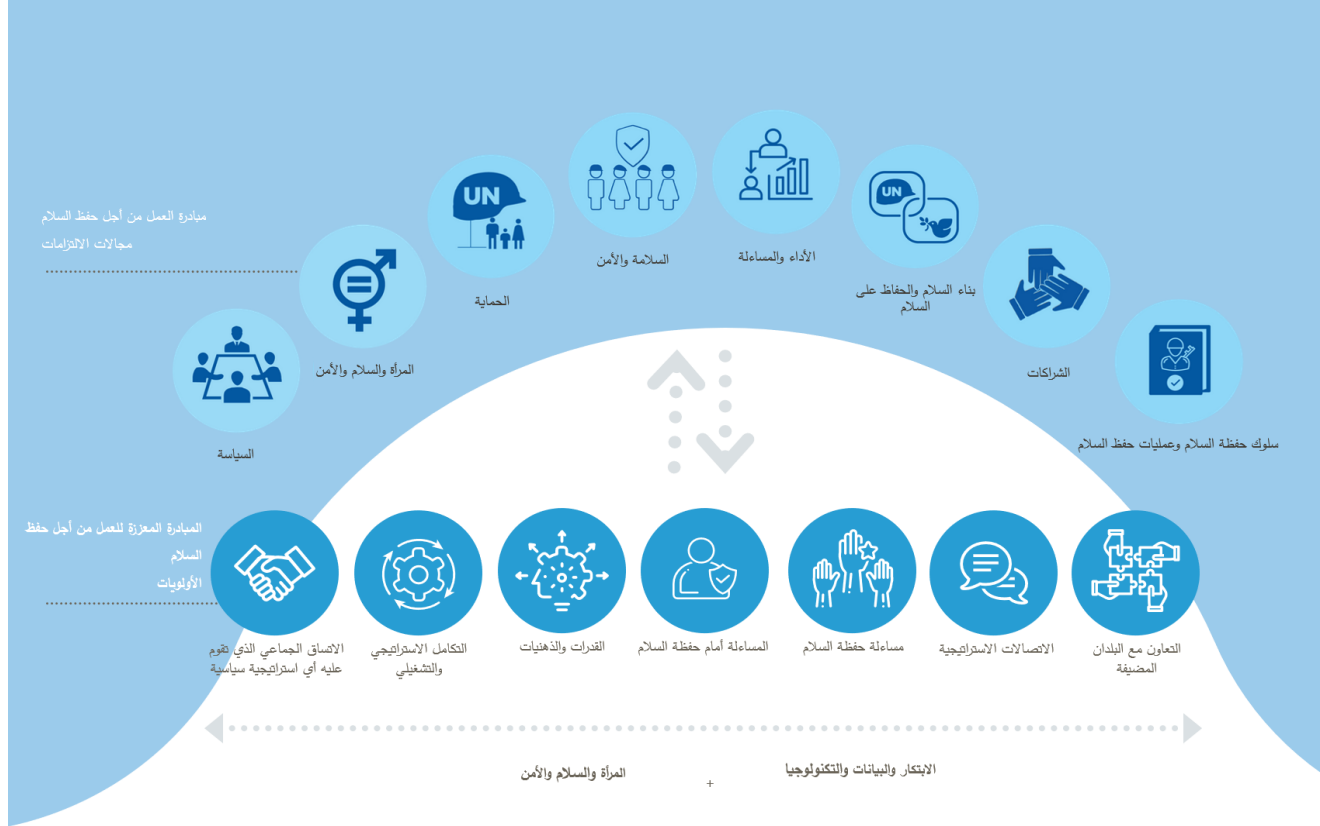 مبادرة العمل من أجل حفظ السلام
مجالات الالتزامات
سلوك حفظة السلام وعمليات حفظ السلام
الشراكات
بناء السلام والحفاظ على
السلام
UN
الأداء والمساءلة
السلامة والأمن
UN
الحماية
المرأة والسلام والأمن
السياسة
المبادرة المعززة للعمل من أجل حفظ
السلام
الأولويات
التعاون مع البلدان
المضيفة
الاتصالات الاستراتيجية
مساءلة حفظة السلام
المساءلة أمام حفظة السلام
القدرات والذهنيات
التكامل الاستراتيجي
والتشغيلي
الاتساق الجماعي الذي تقوم
عليه أي استراتيجية سياسية
الابتكار والبيانات والتكنولوجيا
+
المرأة والسلام والأمن